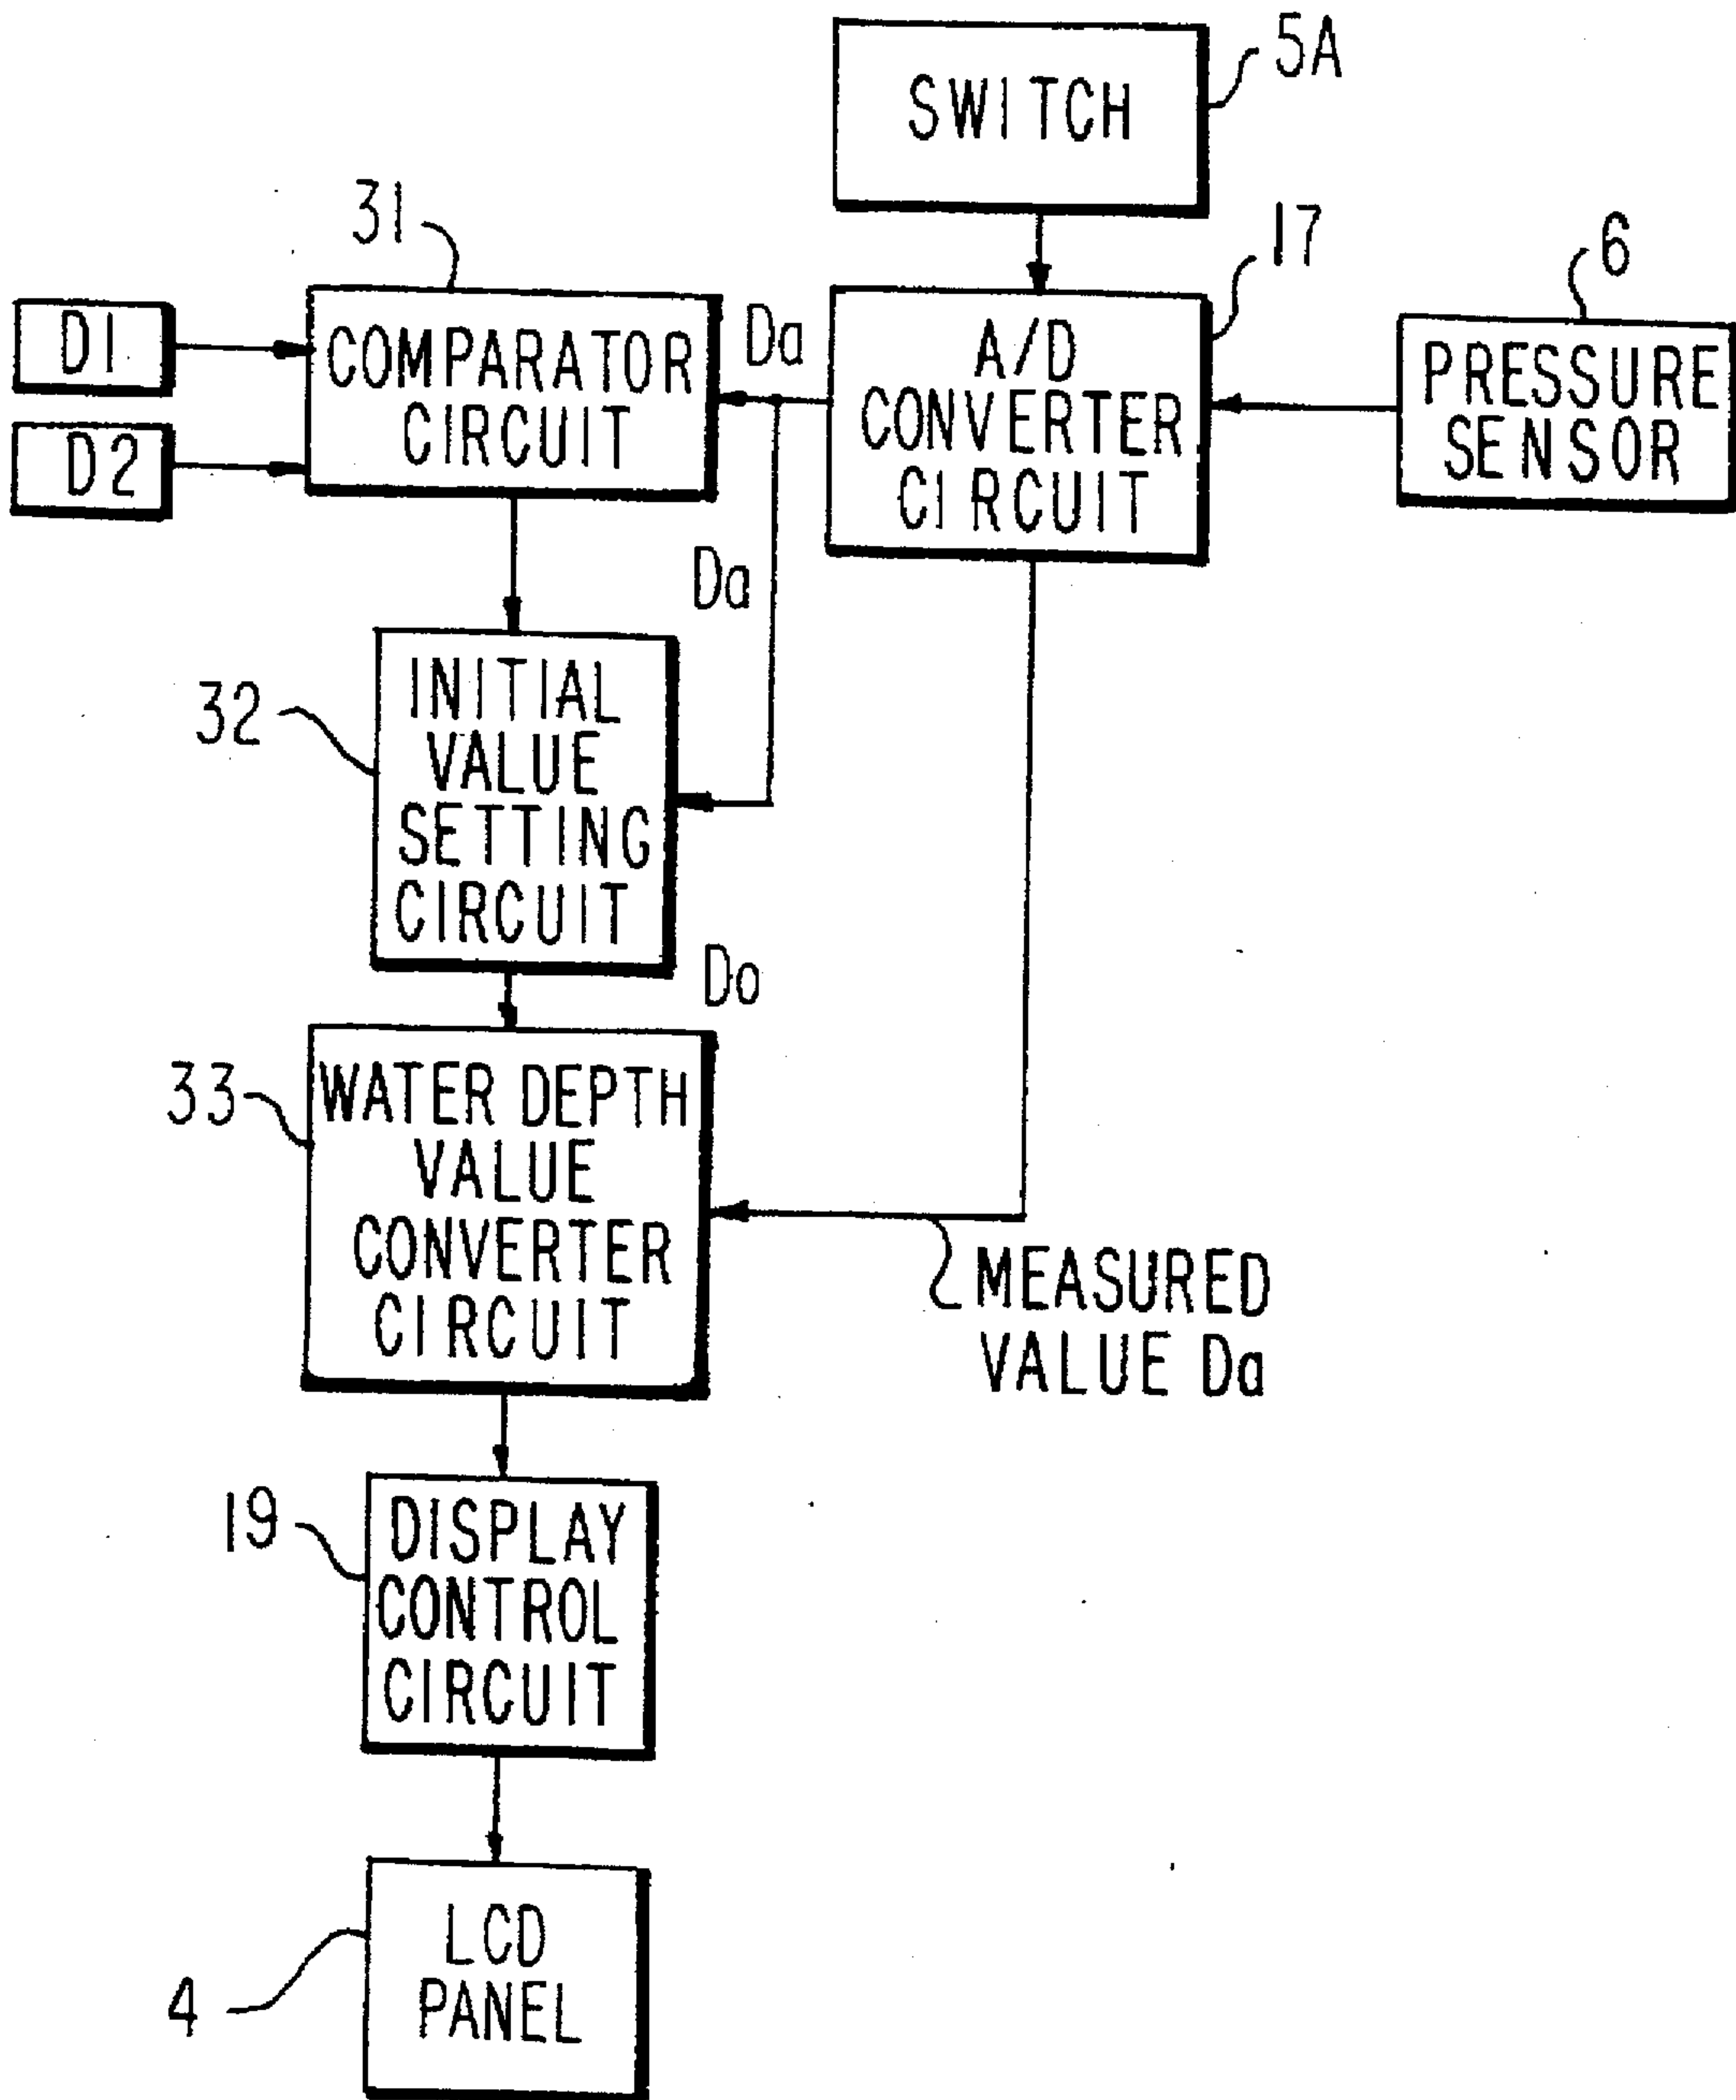 SWITCH
5A
31
17
6
D1
COMPARATOR
CIRCUIT
Da
A/D
CONVERTER
CIRCUIT
PRESSURE
SENSOR
D2
Da
32
INITIAL
VALUE
SETTING
CIRCUIT
Do
33
WATER DEPTH
VALUE
CONVERTER
CIRCUIT
MEASURED
VALUE Da
19
DISPLAY
CONTROL
CIRCUIT
LCD
PANEL
4